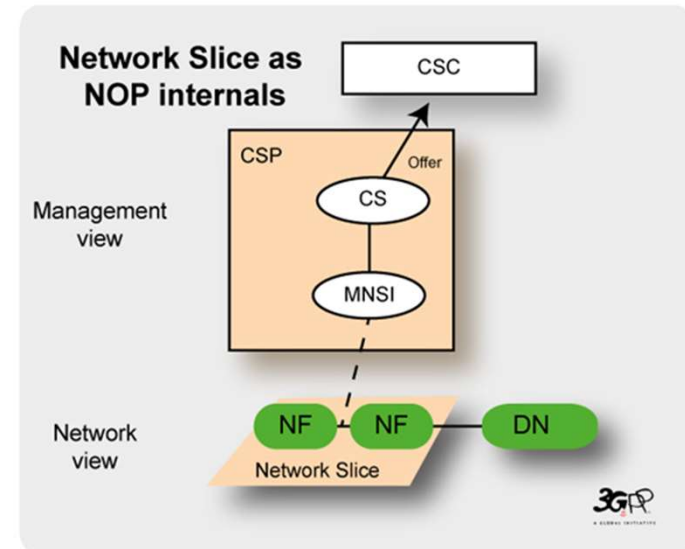 Network Slice as
NOP internals
CSC
CSP
Offer
CS
Management
view
MNSI
NF
NF
DN
Network
view
Network Slice
3GPP
A GLOBAL INITIATIVE